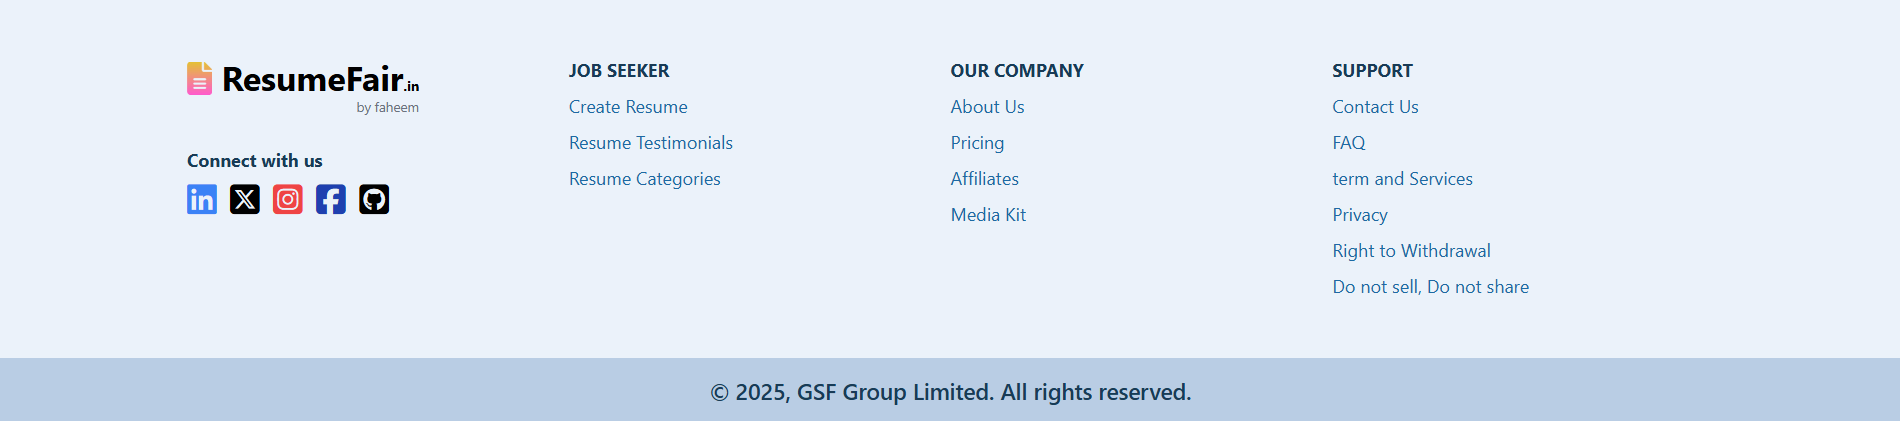 ResumeFair.in
by faheem
Connect with us
JOB SEEKER
Create Resume
Resume Testimonials
Resume Categories
OUR COMPANY
About Us
Pricing
Affiliates
Media Kit
SUPPORT
Contact Us
FAQ
term and Services
Privacy
Right to Withdrawal
Do not sell, Do not share
© 2025, GSF Group Limited. All rights reserved.